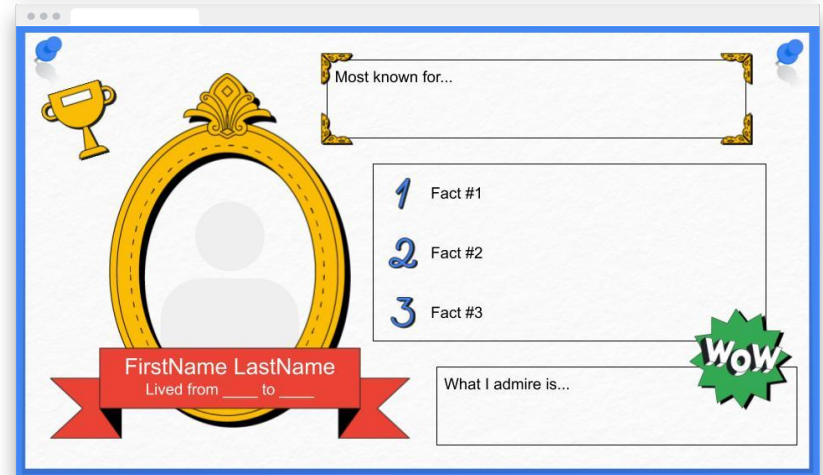 Most known for...
1 Fact #1
2 Fact #2
3 Fact #3
FirstName LastName
Lived from ____ to ____
What I admire is...
WOW